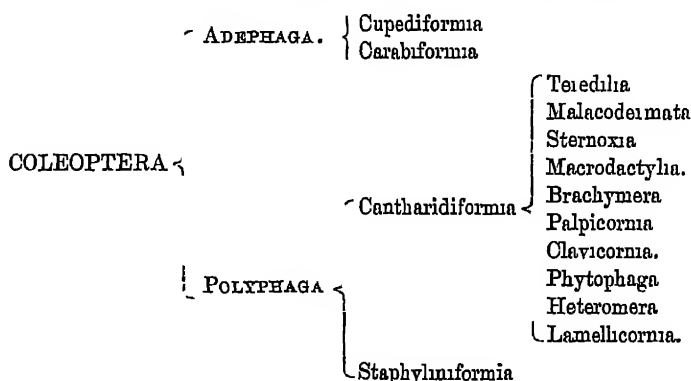 ADEPHAGA.
Cupediformia
Carabiformia
COLEOPTERA
POLYPHAGA
Cantharidiformia
Teredilia
Malacodermata
Sternoxia
Macrodactylia.
Brachymera
Palpicornia
Clavicornia.
Phytophaga
Heteromera
Lamellicornia.
Staphyliniformia